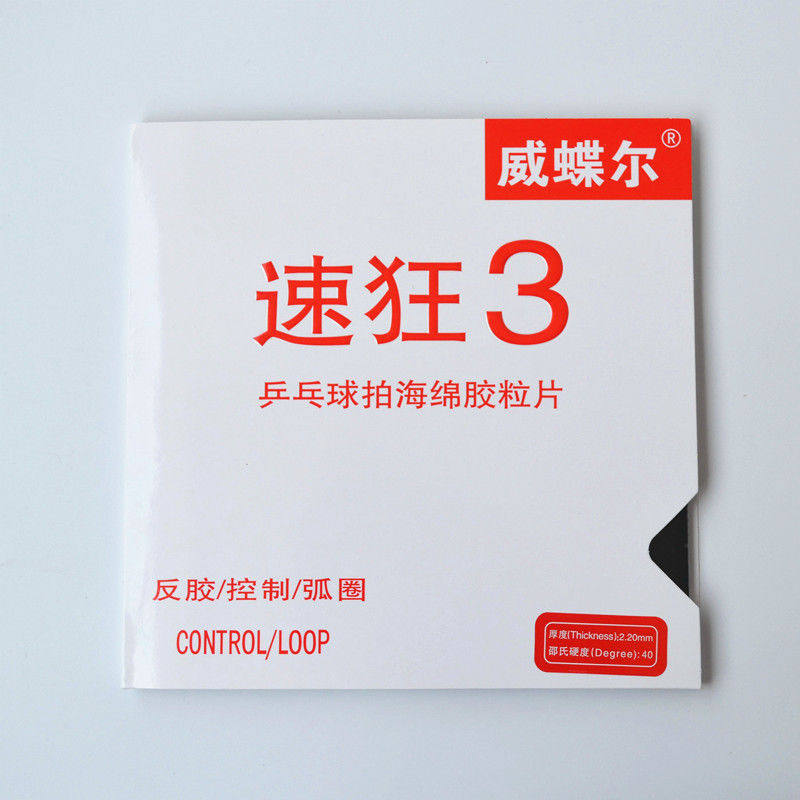 威蝶尔®
速狂3
乒乓球拍海绵胶粒片
反胶/控制/弧圈
CONTROL/LOOP
厚度(Thickness):2.20mm
邵氏硬度(Degree):40